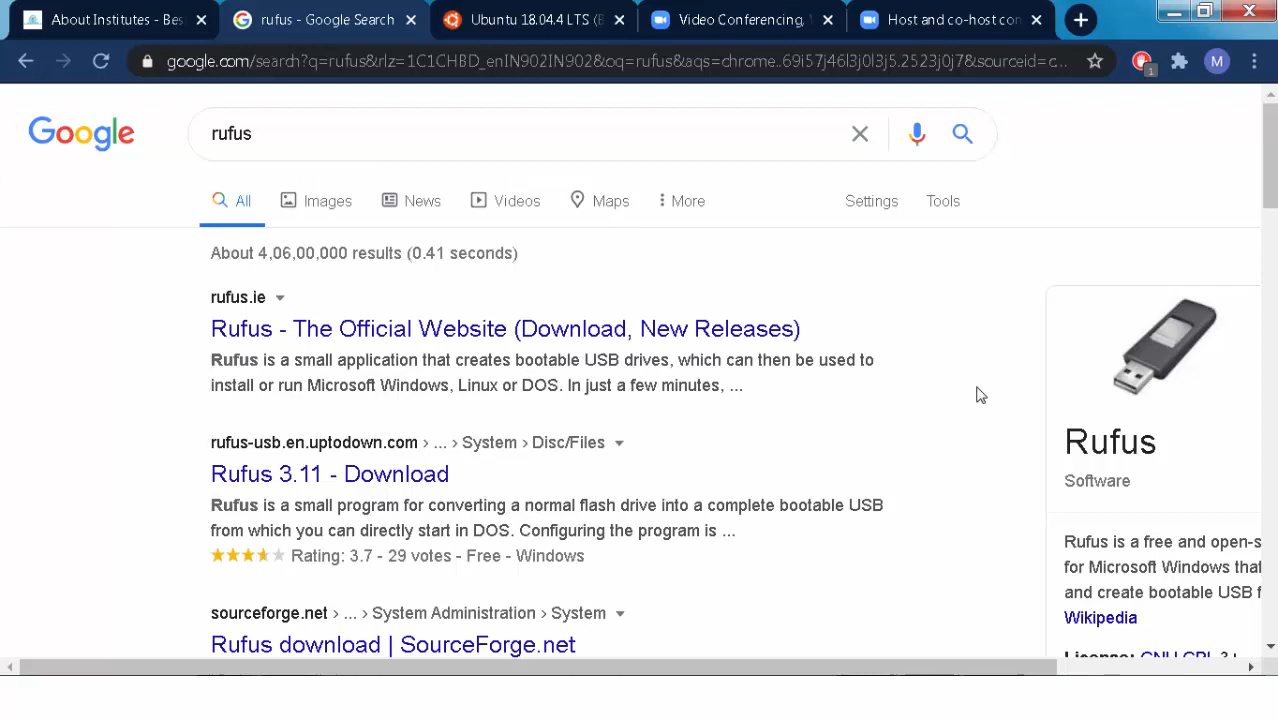 About Institutes - Bes
rufus - Google Search
Ubuntu 18.04.4 LTS (B
Video Conferencing,
Host and co-host con
google.com/search?q=rufus&rlz=1C1CHBD_enIN902IN902&oq=rufus&aqs=chrome..69i57j46l3j0l3j5.2523j0j7&sourceid=c...
1
M
Google
rufus
All
Images
News
Videos
Maps
More
Settings
Tools
About 4,06,00,000 results (0.41 seconds)
rufus.ie
Rufus - The Official Website (Download, New Releases)
Rufus is a small application that creates bootable USB drives, which can then be used to
install or run Microsoft Windows, Linux or DOS. In just a few minutes, ...
rufus-usb.en.uptodown.com › ... › System › Disc/Files
Rufus 3.11 - Download
Rufus is a small program for converting a normal flash drive into a complete bootable USB
from which you can directly start in DOS. Configuring the program is ...
Rating: 3.7 - 29 votes - Free - Windows
sourceforge.net › ... › System Administration › System
Rufus download | SourceForge.net
Rufus
Software
Rufus is a free and open-s
for Microsoft Windows that
and create bootable USB f
Wikipedia
License: GNU GPL 3+